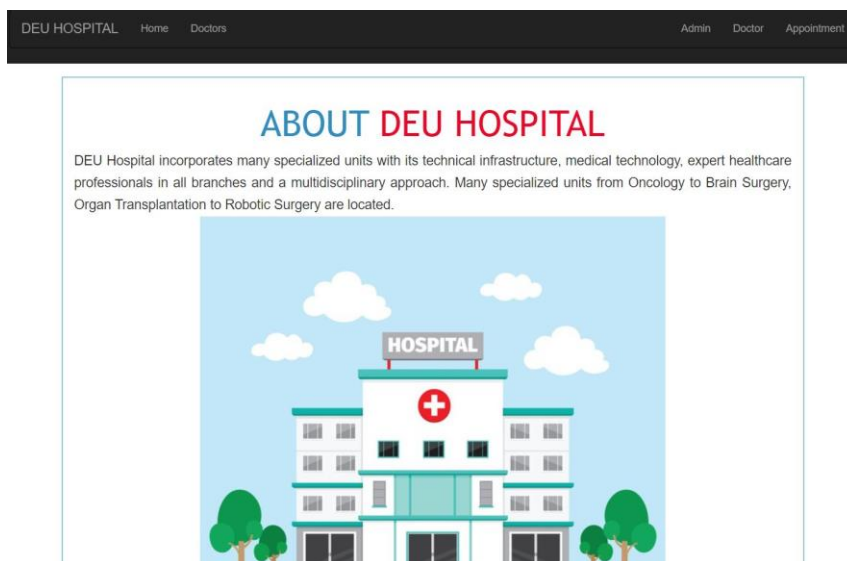 DEU HOSPITAL Home Doctors Admin Doctor Appointment
ABOUT DEU HOSPITAL
DEU Hospital incorporates many specialized units with its technical infrastructure, medical technology, expert healthcare
professionals in all branches and a multidisciplinary approach. Many specialized units from Oncology to Brain Surgery,
Organ Transplantation to Robotic Surgery are located.
HOSPITAL